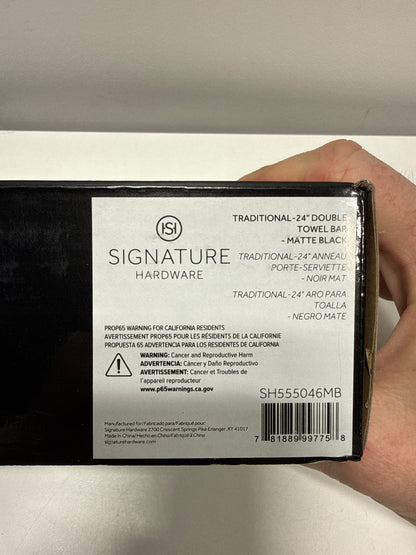 SIGNATURE
HARDWARE
TRADITIONAL-24" DOUBLE
TOWEL BAR
- MATTE BLACK
TRADITIONAL-24" ANNEAU
PORTE-SERVIETTE
- NOIR MAT
TRADITIONAL-24" ARO PARA
TOALLA
- NEGRO MATE
PROP65 WARNING FOR CALIFORNIA RESIDENTS
AVERTISSEMENT PROP65 POUR LES RÉSIDENTS DE LA CALIFORNIE
PROPUESTA 65 ADVERTENCIA PARA LOS RESIDENTES DE CALIFORNIA
WARNING: Cancer and Reproductive Harm
ADVERTENCIA: Cáncer y Daño Reproductivo
AVERTISSEMENT: Cancer et Troubles de
l'appareil reproducteur
www.p65warnings.ca.gov
SH555046MB
Manufactured for/Fabricado para/Fabriqué pour:
Signature Hardware 2700 Crescent Springs Pike Erlanger, KY 41017
Made in China/Hecho en China/Fabriqué à China
signaturehardware.com
7 81889 99775 8